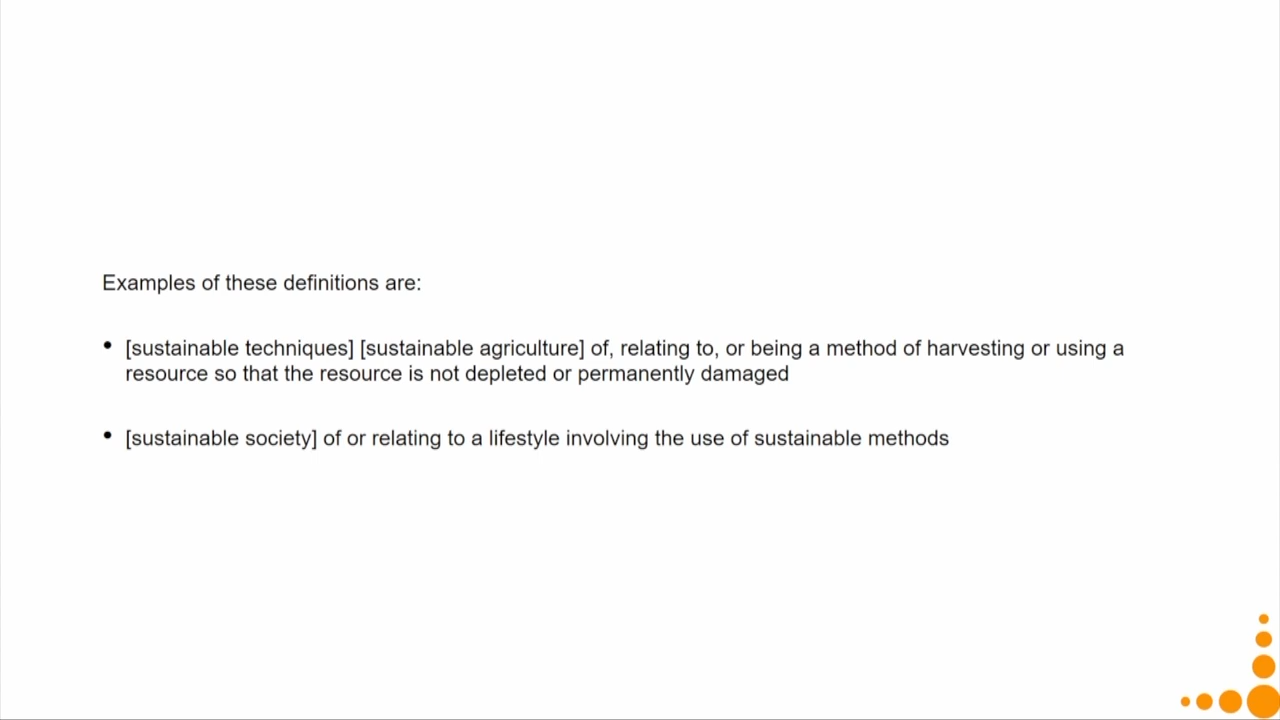 Examples of these definitions are:
• [sustainable techniques] [sustainable agriculture] of, relating to, or being a method of harvesting or using a
resource so that the resource is not depleted or permanently damaged
• [sustainable society] of or relating to a lifestyle involving the use of sustainable methods